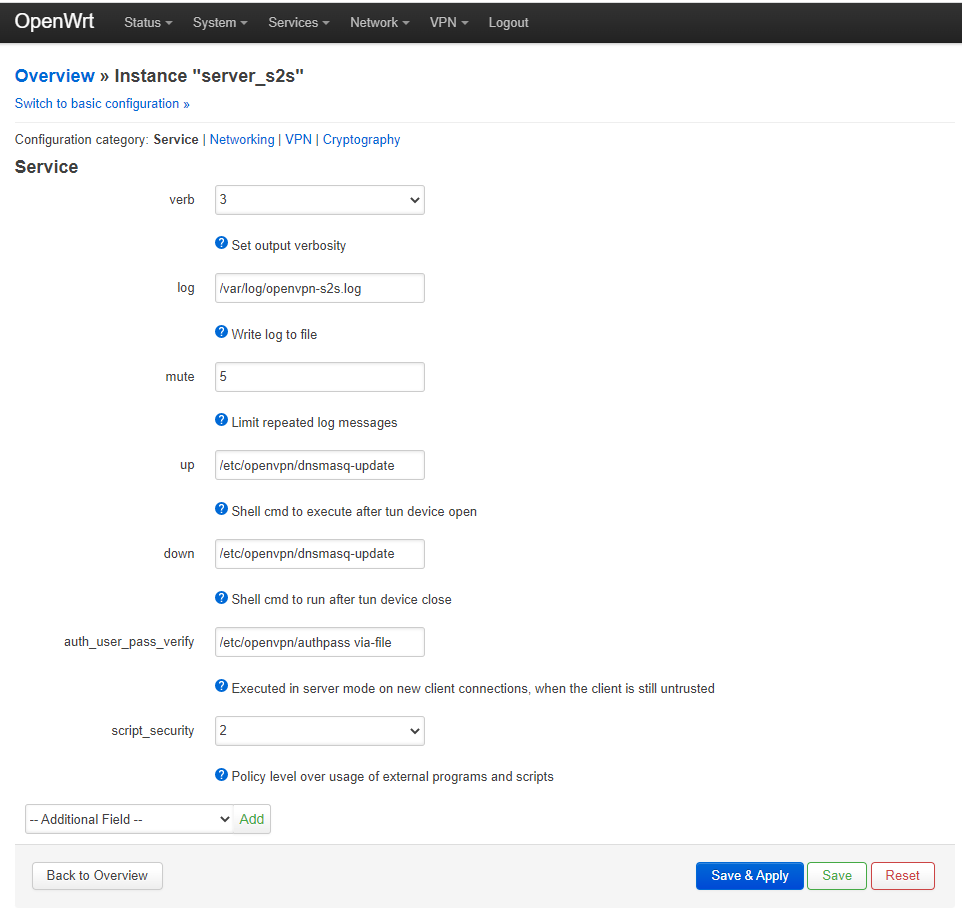 OpenWrt Status System Services Network VPN Logout
Overview » Instance "server_s2s"
Switch to basic configuration »
Configuration category: Service | Networking | VPN | Cryptography
Service
verb 3
Set output verbosity
log /var/log/openvpn-s2s.log
Write log to file
mute 5
Limit repeated log messages
up /etc/openvpn/dnsmasq-update
Shell cmd to execute after tun device open
down /etc/openvpn/dnsmasq-update
Shell cmd to run after tun device close
auth_user_pass_verify /etc/openvpn/authpass via-file
Executed in server mode on new client connections, when the client is still untrusted
script_security 2
Policy level over usage of external programs and scripts
-- Additional Field -- Add
Back to Overview Save & Apply Save Reset